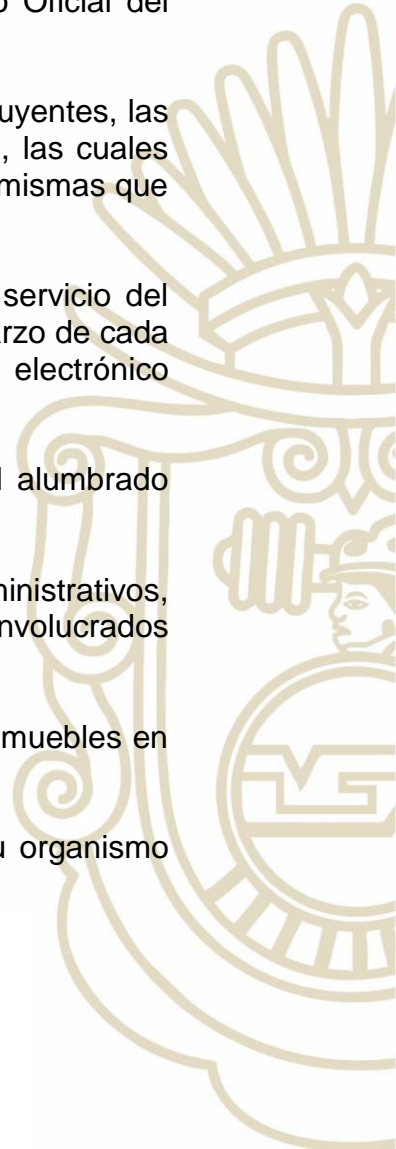 Oficial del
uyentes, las
, las cuales
mismas que
servicio del
arzo de cada
electrónico
l alumbrado
ministrativos,
nvolucrados
muebles en
u organismo